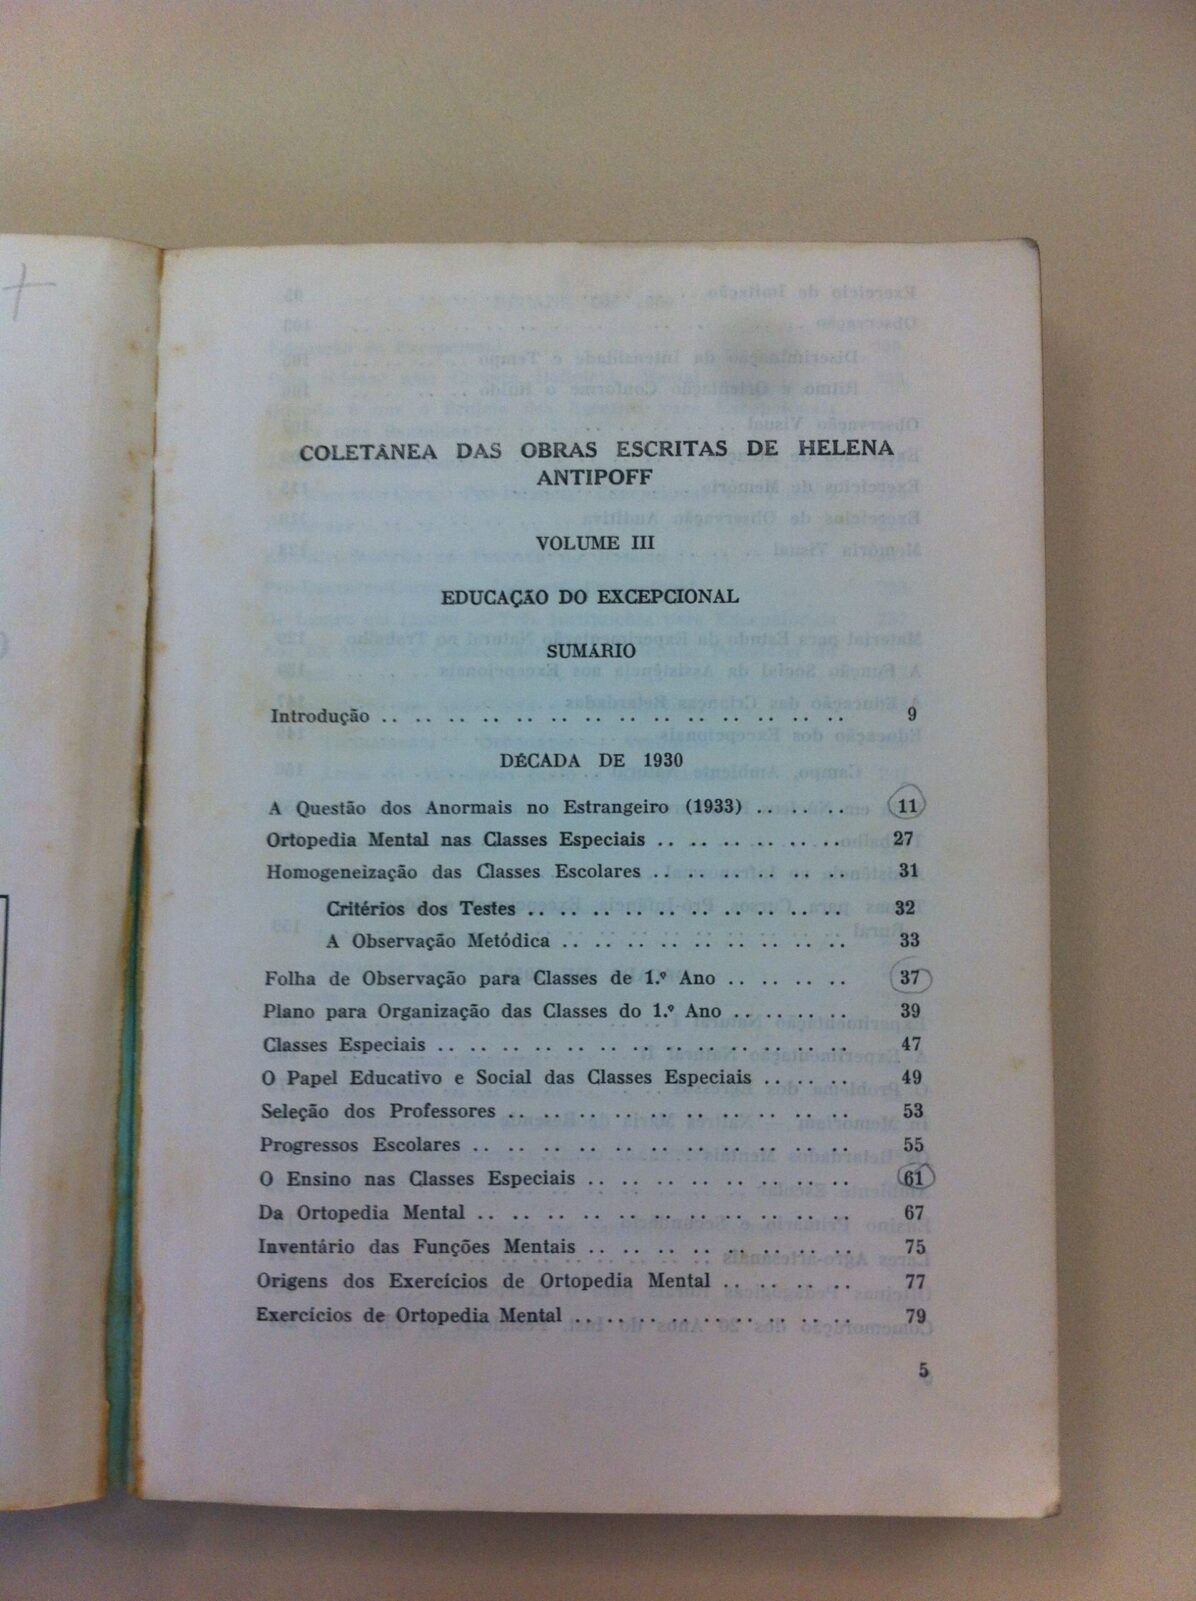 COLETÂNEA DAS OBRAS ESCRITAS DE HELENA
ANTIPOFF
VOLUME III
EDUCAÇÃO DO EXCEPCIONAL
SUMÁRIO
Introdução .. .. .. .. .. .. .. .. .. .. .. .. .. .. 9
DÉCADA DE 1930
A Questão dos Anormais no Estrangeiro (1933) .. .. .. 11
Ortopedia Mental nas Classes Especiais .. .. .. .. .. .. 27
Homogeneização das Classes Escolares .. .. .. .. .. .. 31
Critérios dos Testes .. .. .. .. .. .. .. .. .. .. 32
A Observação Metódica .. .. .. .. .. .. .. .. .. 33
Folha de Observação para Classes de 1.º Ano .. .. .. .. 37
Plano para Organização das Classes do 1.º Ano .. .. .. .. 39
Classes Especiais .. .. .. .. .. .. .. .. .. .. .. .. .. 47
O Papel Educativo e Social das Classes Especiais .. .. .. 49
Seleção dos Professores .. .. .. .. .. .. .. .. .. .. .. 53
Progressos Escolares .. .. .. .. .. .. .. .. .. .. .. .. 55
O Ensino nas Classes Especiais .. .. .. .. .. .. .. .. 61
Da Ortopedia Mental .. .. .. .. .. .. .. .. .. .. .. .. 67
Inventário das Funções Mentais .. .. .. .. .. .. .. .. 75
Origens dos Exercícios de Ortopedia Mental .. .. .. .. 77
Exercícios de Ortopedia Mental .. .. .. .. .. .. .. .. .. 79
5